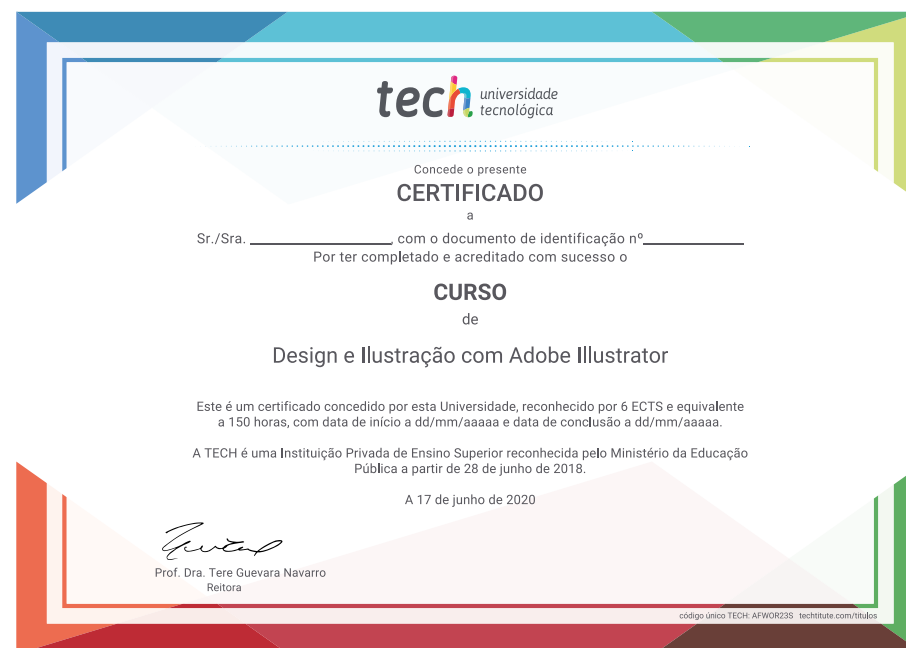 tech universidade
tecnológica
Concede o presente
CERTIFICADO
a
Sr./Sra. ________________, com o documento de identificação nº____________
Por ter completado e acreditado com sucesso o
CURSO
de
Design e Ilustração com Adobe Illustrator
Este é um certificado concedido por esta Universidade, reconhecido por 6 ECTS e equivalente
a 150 horas, com data de início a dd/mm/aaaaa e data de conclusão a dd/mm/aaaaa.
A TECH é uma Instituição Privada de Ensino Superior reconhecida pelo Ministério da Educação
Pública a partir de 28 de junho de 2018.
A 17 de junho de 2020
Prof. Dra. Tere Guevara Navarro
Reitora
código único TECH: AFWOR23S techtitute.com/titulos